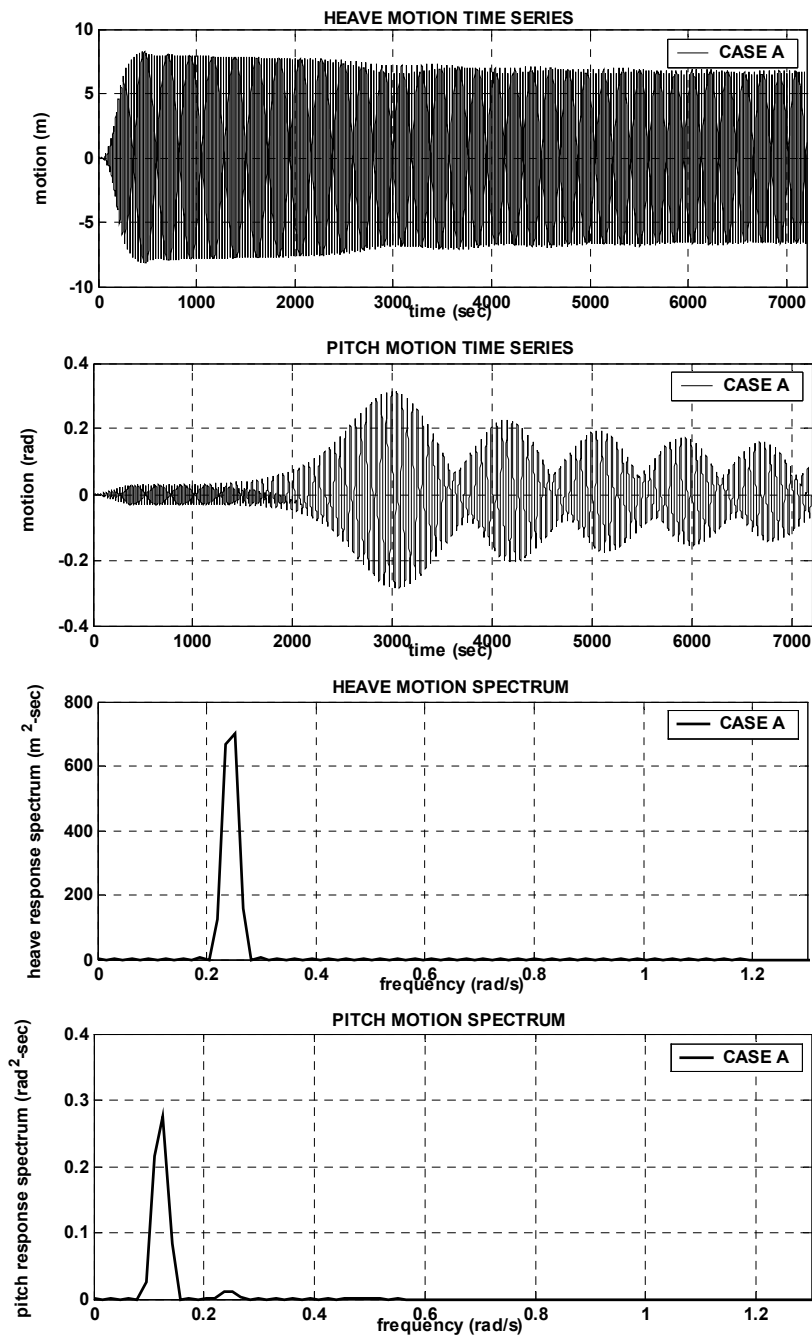 HEAVE MOTION TIME SERIES
10
5
0
-5
-10
motion (m)
CASE A
0 1000 2000 3000 4000 5000 6000 7000
time (sec)
PITCH MOTION TIME SERIES
0.4
0.2
0
-0.2
-0.4
motion (rad)
CASE A
0 1000 2000 3000 4000 5000 6000 7000
time (sec)
HEAVE MOTION SPECTRUM
800
600
400
200
0
heave response spectrum (m²-sec)
CASE A
0 0.2 0.4 0.6 0.8 1 1.2
frequency (rad/s)
PITCH MOTION SPECTRUM
0.4
0.3
0.2
0.1
0
pitch response spectrum (rad²-sec)
CASE A
0 0.2 0.4 0.6 0.8 1 1.2
frequency (rad/s)